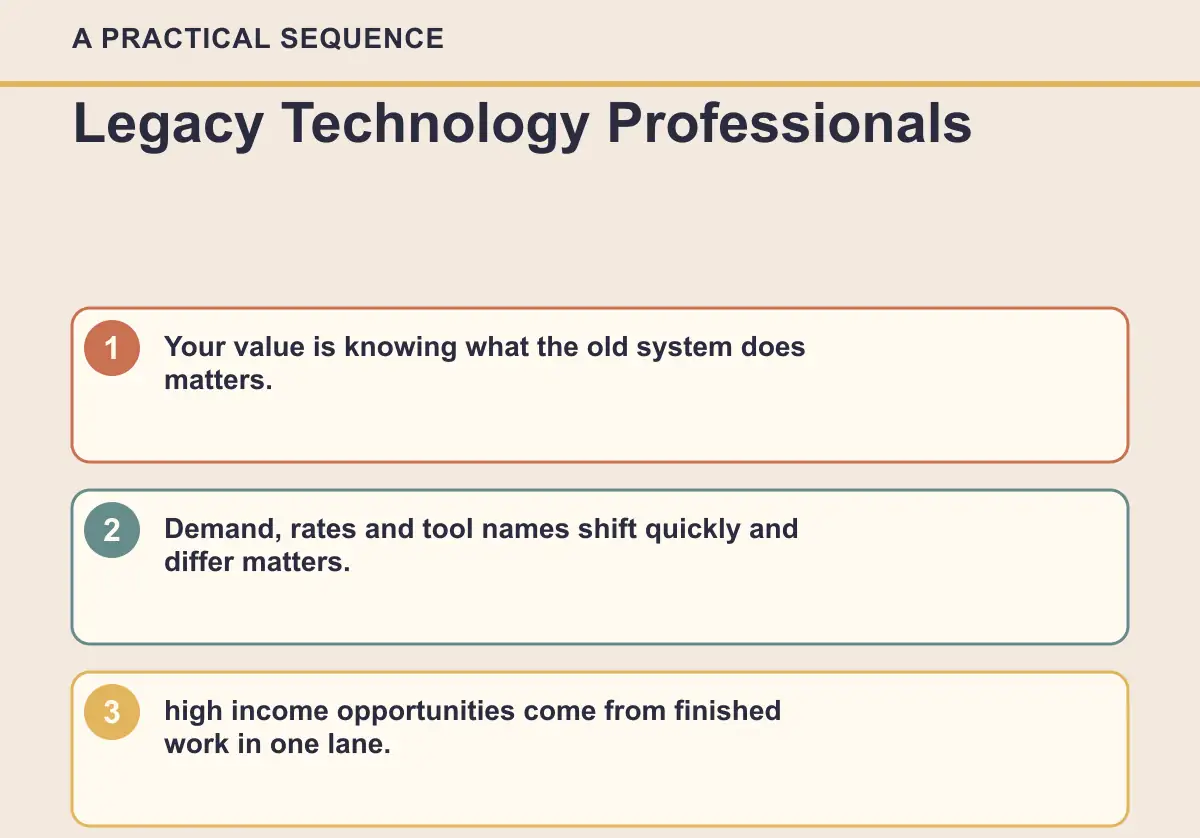 A PRACTICAL SEQUENCE
Legacy Technology Professionals
1
Your value is knowing what the old system does
matters.
2
Demand, rates and tool names shift quickly and
differ matters.
3
high income opportunities come from finished
work in one lane.